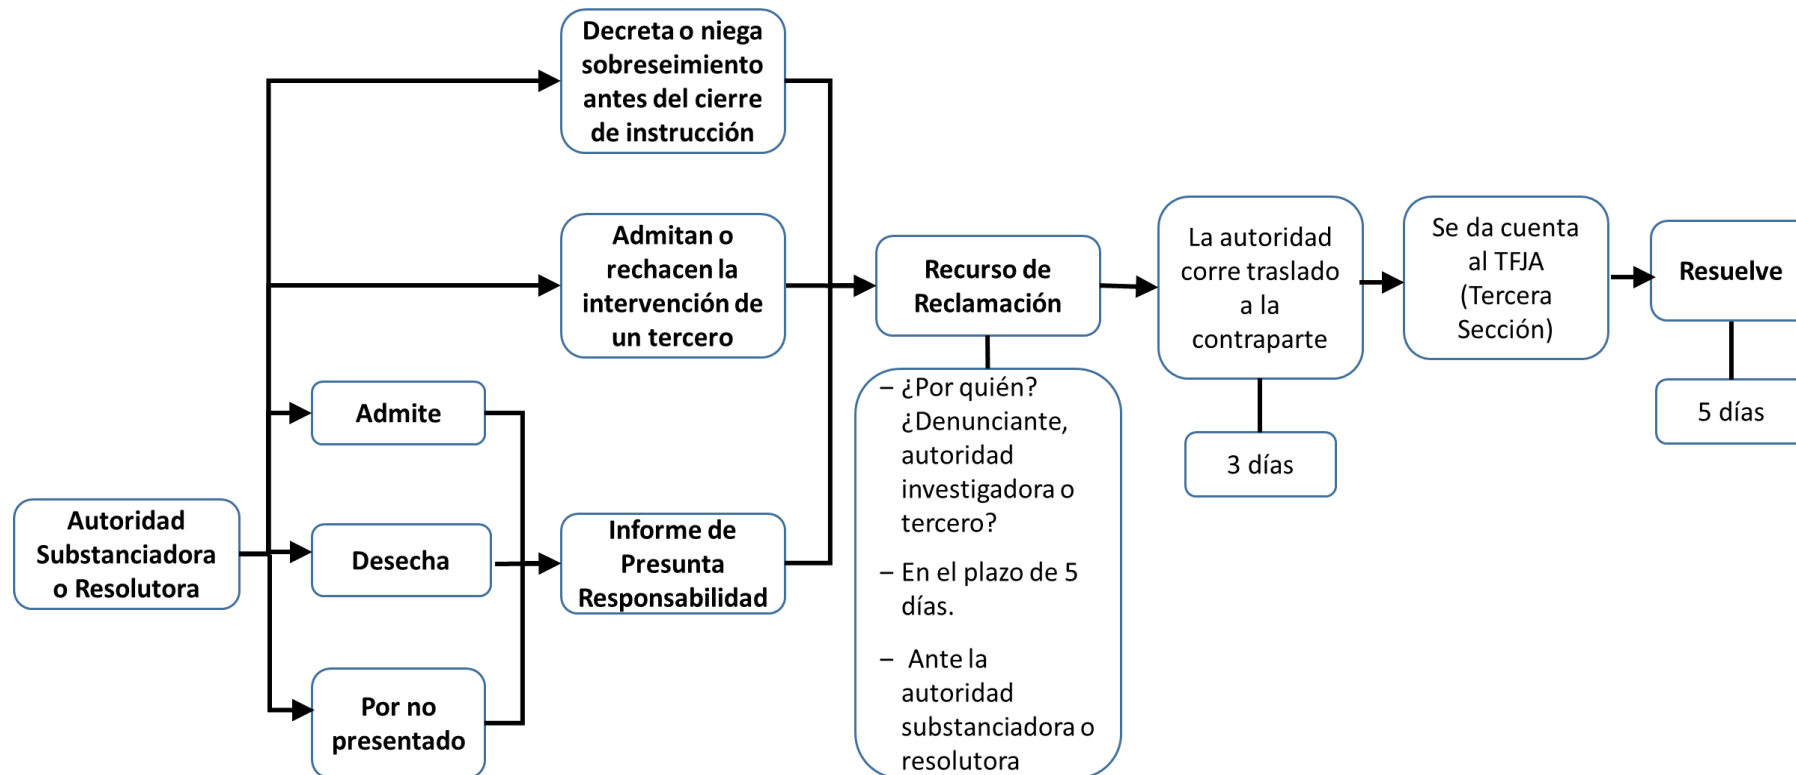 Decreta o niega
sobreseimiento
antes del cierre
de instrucción
Admitan o
rechacen la
intervención de
un tercero
Admite
Autoridad
Substanciadora
o Resolutora
Desecha
Por no
presentado
Informe de
Presunta
Responsabilidad
Recurso de
Reclamación
– ¿Por quién?
¿Denunciante,
autoridad
investigadora o
tercero?
– En el plazo de 5
días.
– Ante la
autoridad
substanciadora o
resolutora
La autoridad
corre traslado
a la
contraparte
3 días
Se da cuenta
al TFJA
(Tercera
Sección)
Resuelve
5 días